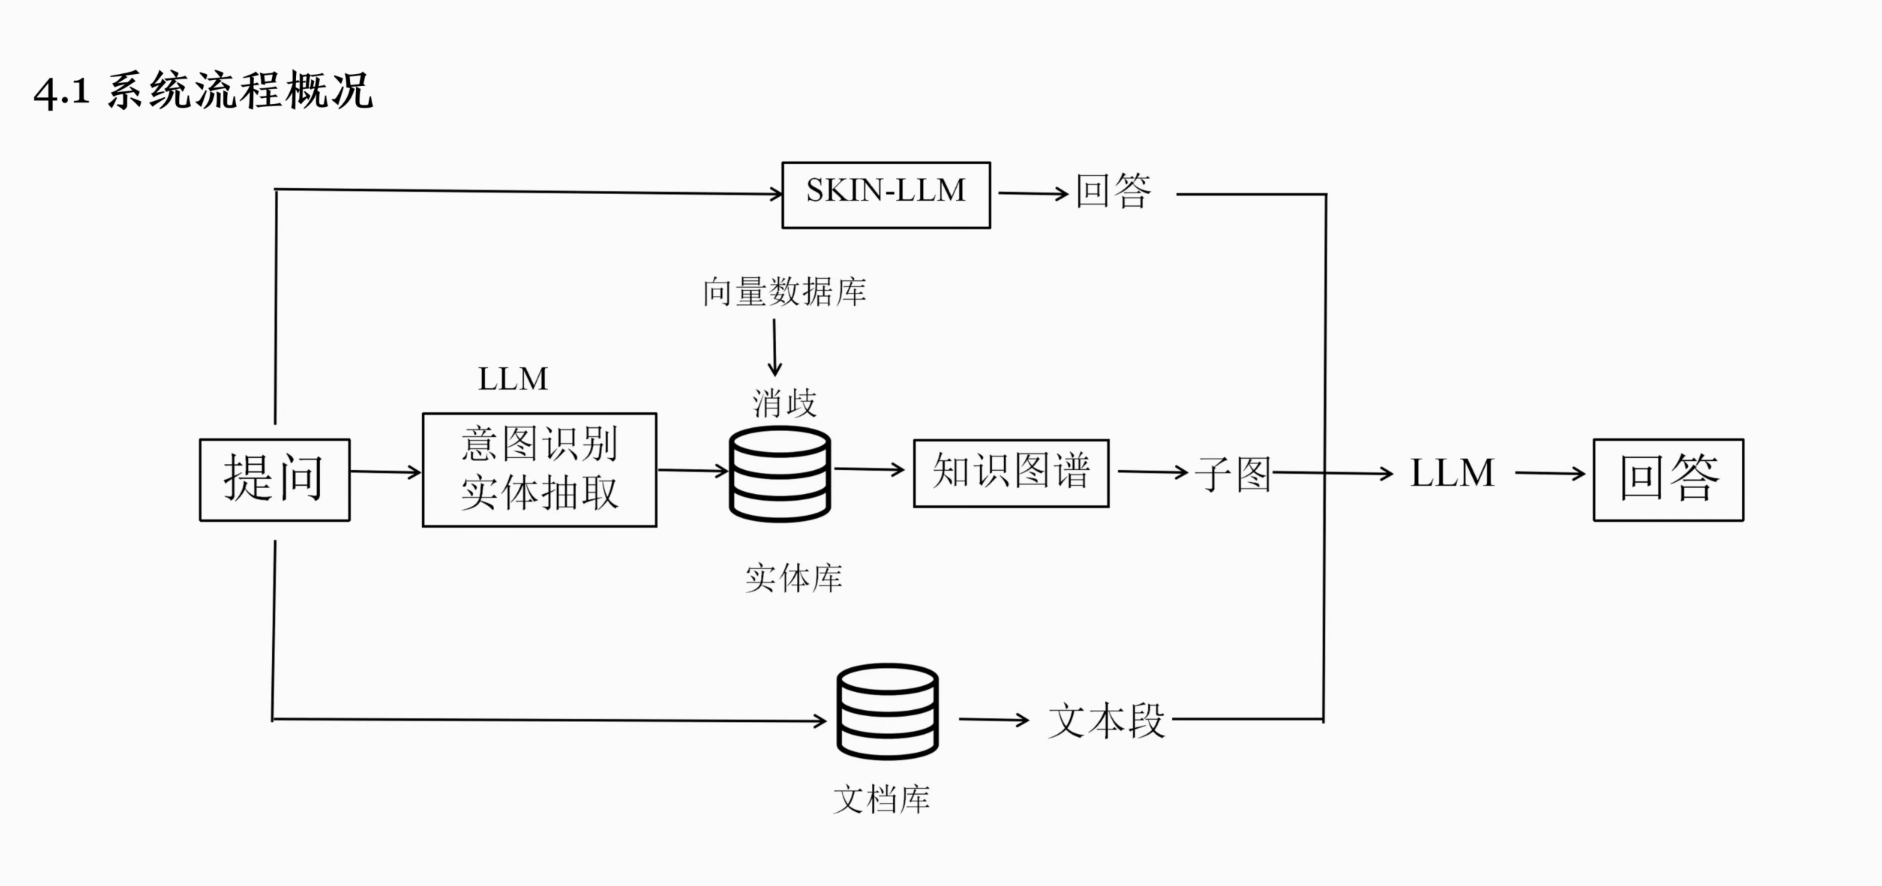 4.1 系统流程概况
SKIN-LLM
回答
向量数据库
LLM
消歧
提问
意图识别
实体抽取
知识图谱
子图
LLM
回答
实体库
文本段
文档库